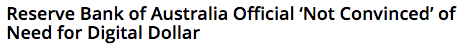 Reserve Bank of Australia Official ‘Not Convinced’ of
Need for Digital Dollar